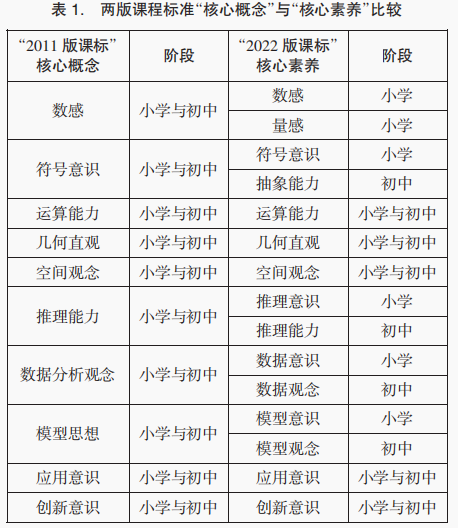 表 1. 两版课程标准“核心概念”与“核心素养”比较
“2011 版课标”核心概念 阶段 “2022 版课标”核心素养 阶段
数感 小学与初中 数感 小学
量感 小学
符号意识 小学与初中 符号意识 小学
抽象能力 初中
运算能力 小学与初中 运算能力 小学与初中
几何直观 小学与初中 几何直观 小学与初中
空间观念 小学与初中 空间观念 小学与初中
推理能力 小学与初中 推理意识 小学
推理能力 初中
数据分析观念 小学与初中 数据意识 小学
数据观念 初中
模型思想 小学与初中 模型意识 小学
模型观念 初中
应用意识 小学与初中 应用意识 小学与初中
创新意识 小学与初中 创新意识 小学与初中